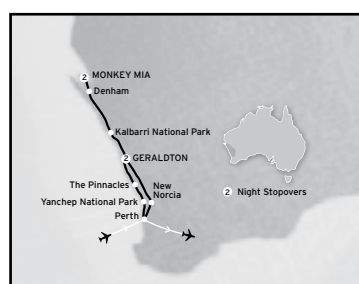 2 MONKEY MIA
Denham
Kalbarri National Park
2 GERALDTON
The Pinnacles
New
Norcia
Yanchep National Park
Perth
2 Night Stopovers